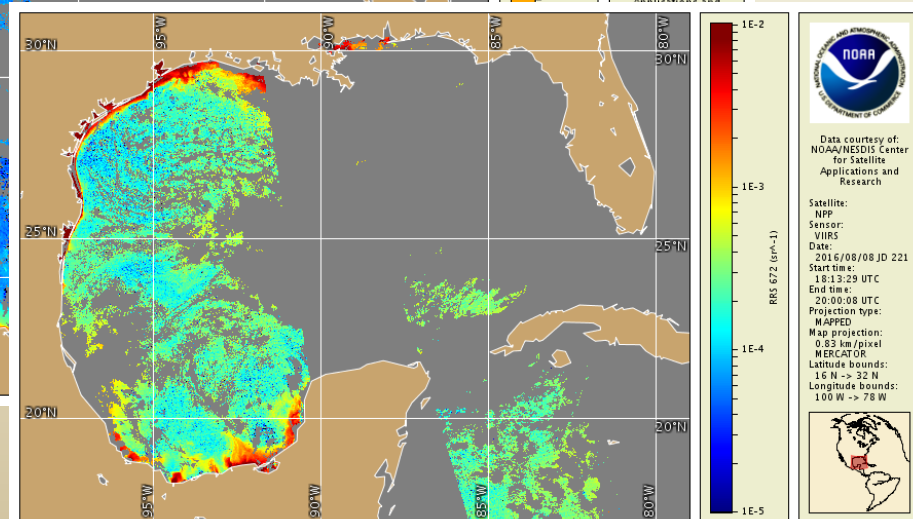 Applications and
95°W
90°W
85°W
80°W
30°N
30°N
25°N
25°N
20°N
20°N
95°W
90°W
85°W
80°W
1E-2
1E-3
1E-4
1E-5
RRS 672 (sr^-1)
NATIONAL OCEANIC AND ATMOSPHERIC ADMINISTRATION
NOAA
U.S. DEPARTMENT OF COMMERCE
Data courtesy of:
NOAA/NESDIS Center
for Satellite
Applications and
Research
Satellite:
NPP
Sensor:
VIIRS
Date:
2016/08/08 JD 221
Start time:
18:13:29 UTC
End time:
20:00:08 UTC
Projection type:
MAPPED
Map projection:
0.83 km/pixel
MERCATOR
Latitude bounds:
16 N -> 32 N
Longitude bounds:
100 W -> 78 W